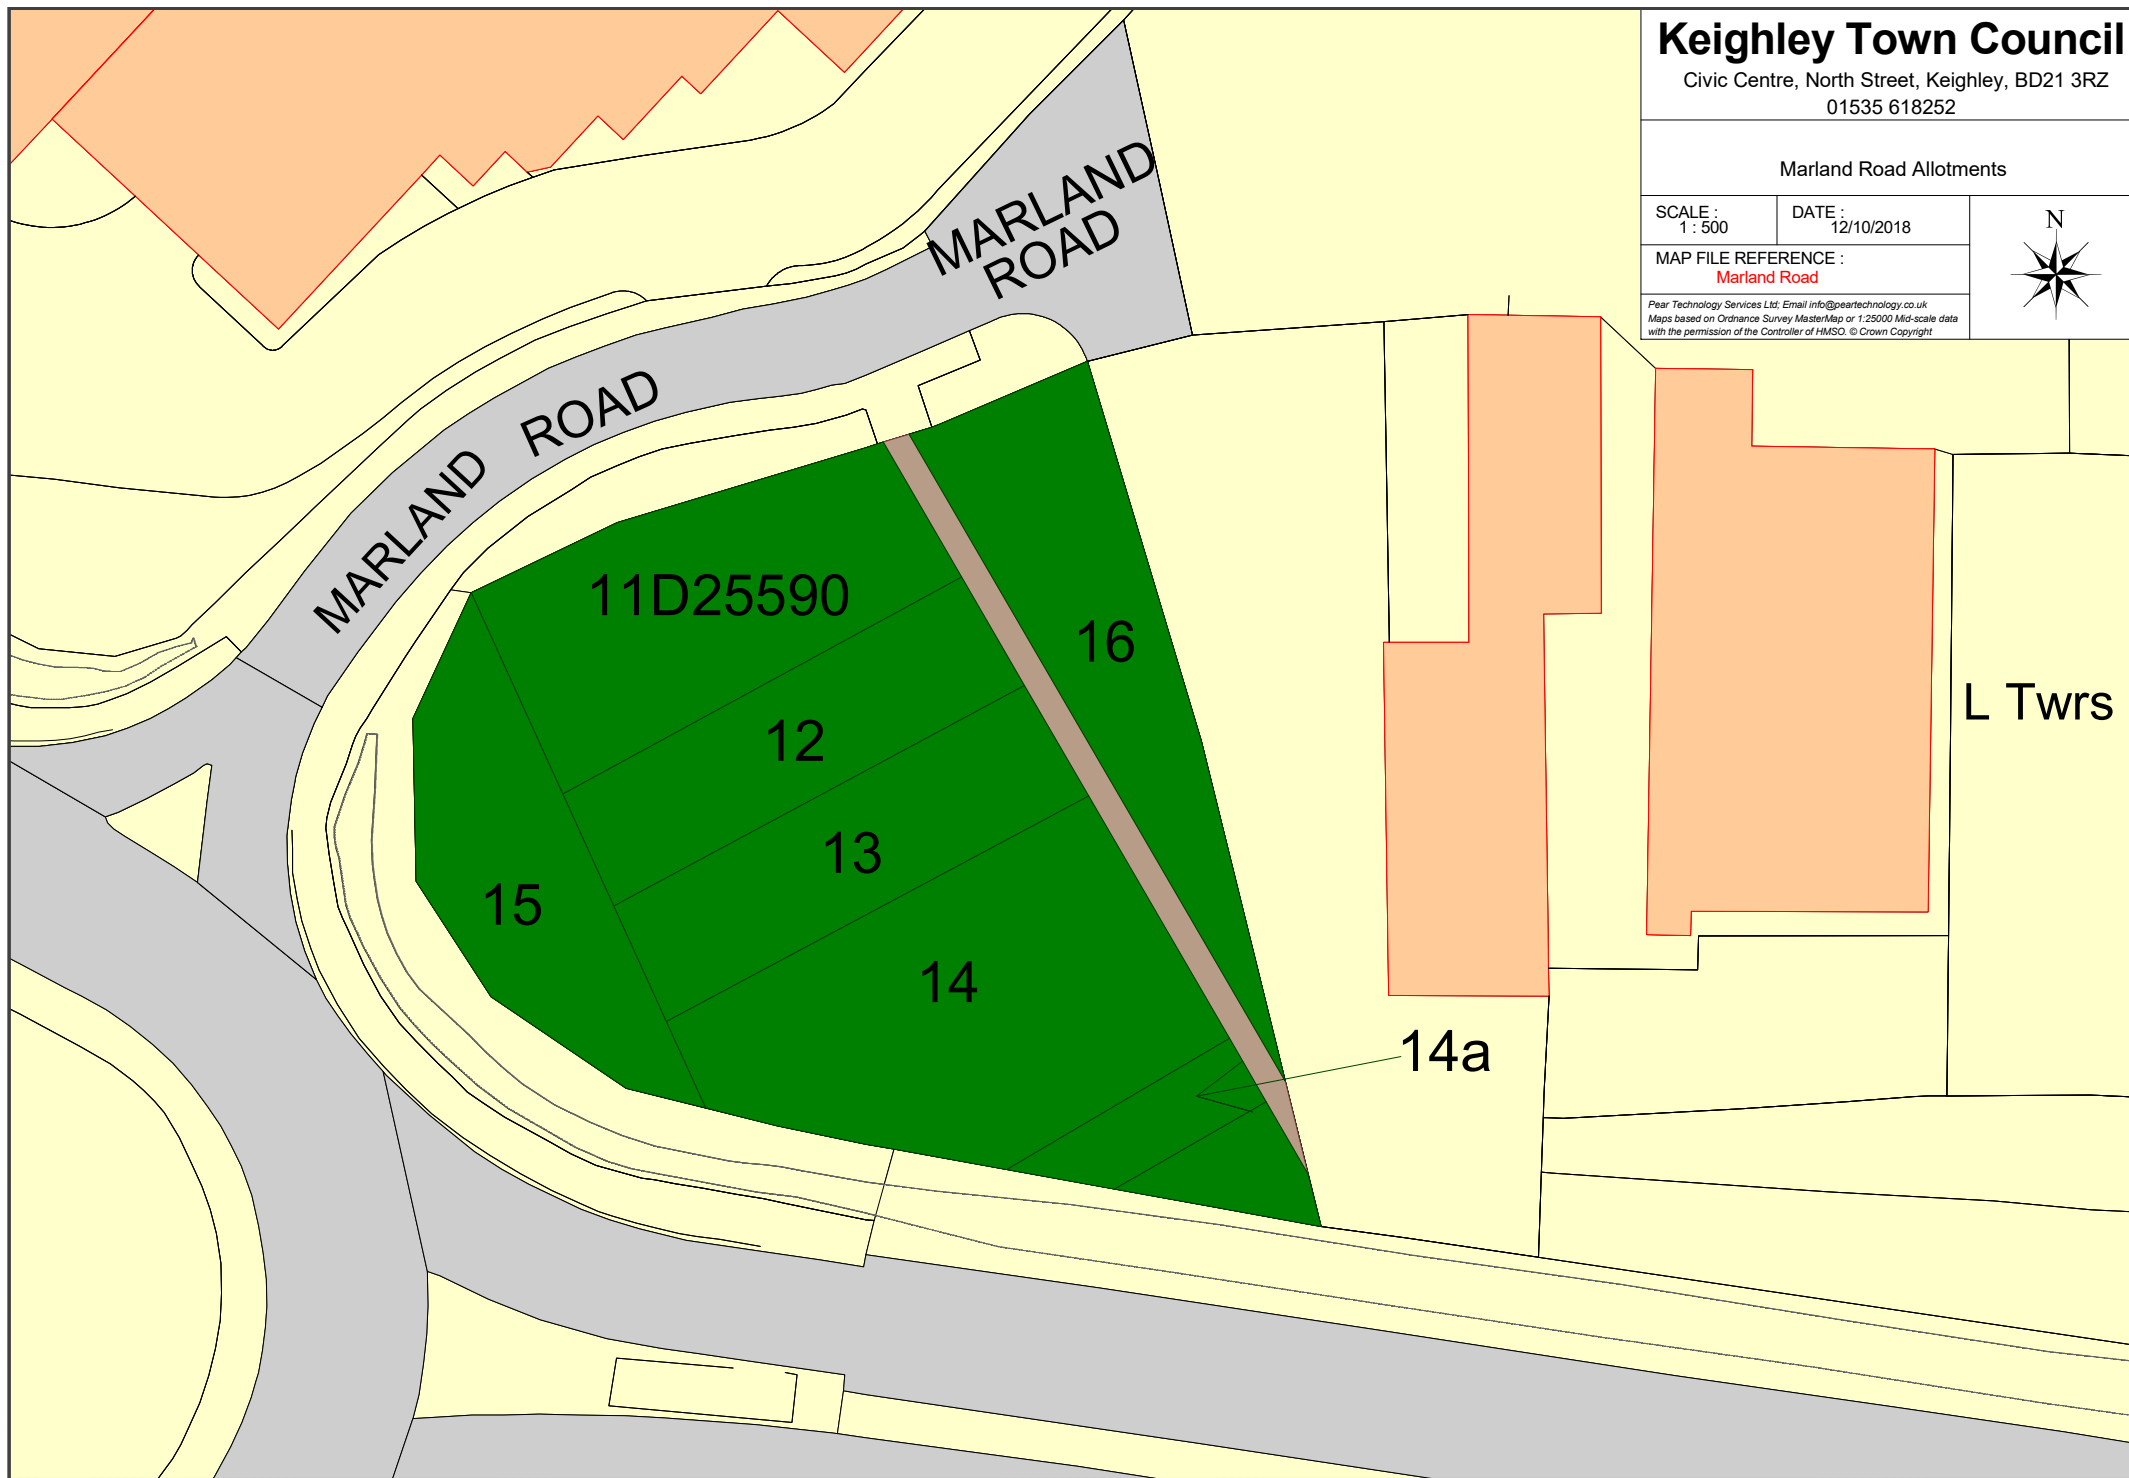 Keighley Town Council
Civic Centre, North Street, Keighley, BD21 3RZ
01535 618252
Marland Road Allotments
SCALE :
1 : 500
DATE :
12/10/2018
MAP FILE REFERENCE :
Marland Road
Pear Technology Services Ltd; Email info@peartechnology.co.uk
Maps based on Ordnance Survey MasterMap or 1:25000 Mid-scale data
with the permission of the Controller of HMSO. © Crown Copyright
N
MARLAND
ROAD
MARLAND ROAD
11D25590
16
12
13
15
14
14a
L Twrs